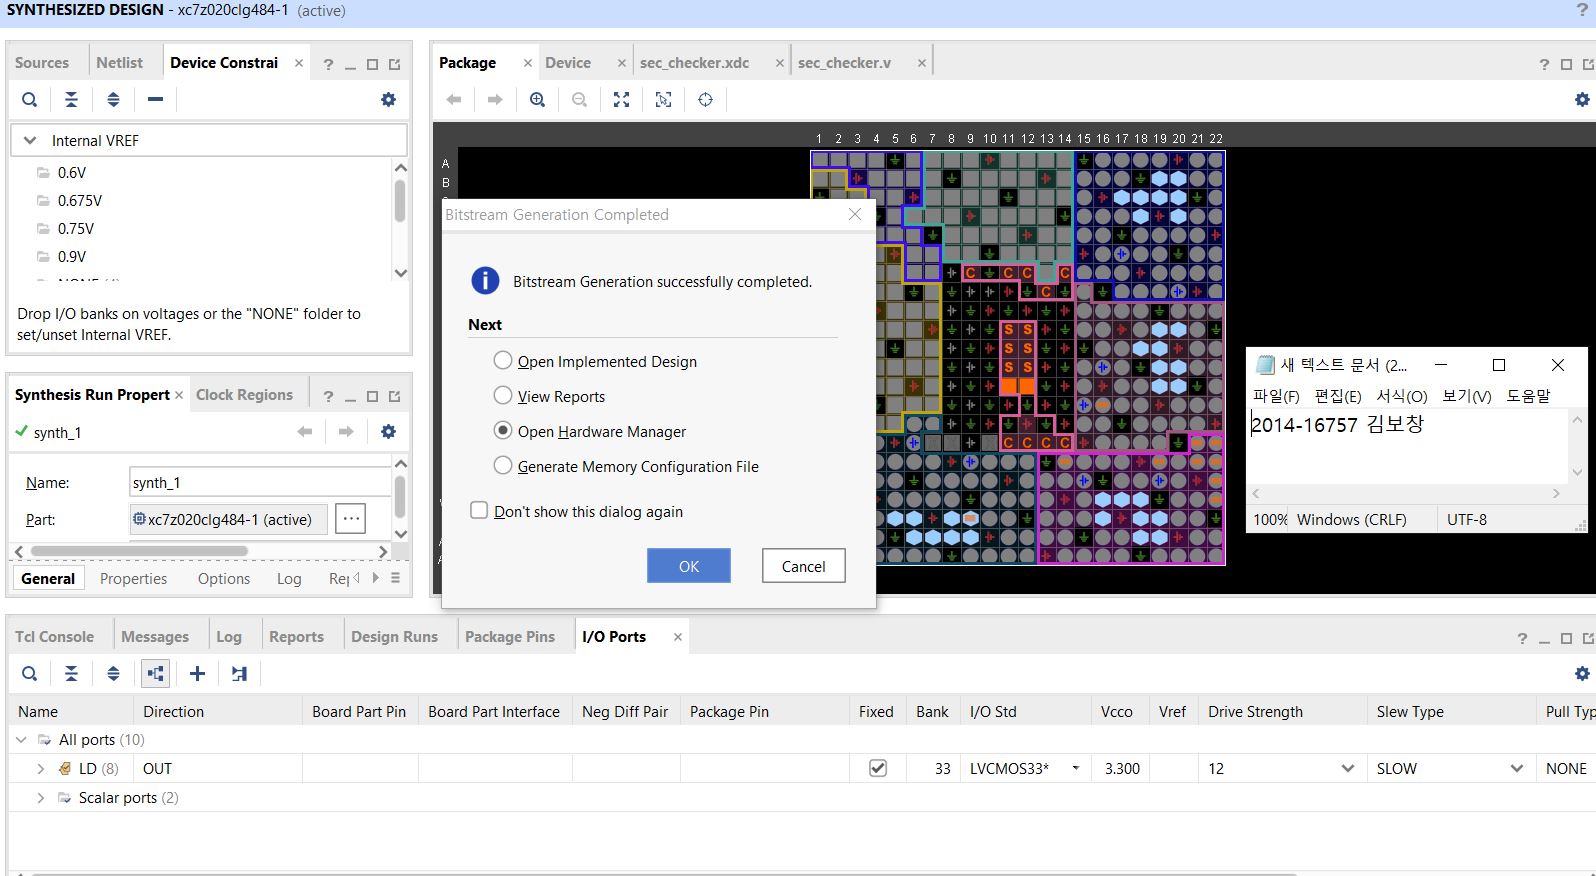 SYNTHESIZED DESIGN - xc7z020clg484-1 (active)
?
Sources Netlist Device Constrai × ?
Internal VREF
0.6V
0.675V
0.75V
0.9V
Drop I/O banks on voltages or the "NONE" folder to
set/unset Internal VREF.
Synthesis Run Propert × Clock Regions ?
synth_1
Name: synth_1
Part: xc7z020clg484-1 (active) ...
General Properties Options Log
Package × Device × sec_checker.xdc × sec_checker.v × ?
1 2 3 4 5 6 7 8 9 10 11 12 13 14 15 16 17 18 19 20 21 22
A
B
C C C C
C
S S
S S
S S
C C C C
Bitstream Generation Completed
Bitstream Generation successfully completed.
Next
Open Implemented Design
View Reports
Open Hardware Manager
Generate Memory Configuration File
Don't show this dialog again
OK Cancel
새 텍스트 문서 (2...
파일(F) 편집(E) 서식(O) 보기(V) 도움말
2014-16757 김보창
100% Windows (CRLF) UTF-8
Tcl Console Messages Log Reports Design Runs Package Pins I/O Ports × ?
Name Direction Board Part Pin Board Part Interface Neg Diff Pair Package Pin Fixed Bank I/O Std Vcco Vref Drive Strength Slew Type Pull Typ
All ports (10)
LD (8) OUT 33 LVCMOS33* 3.300 12 SLOW NONE
Scalar ports (2)